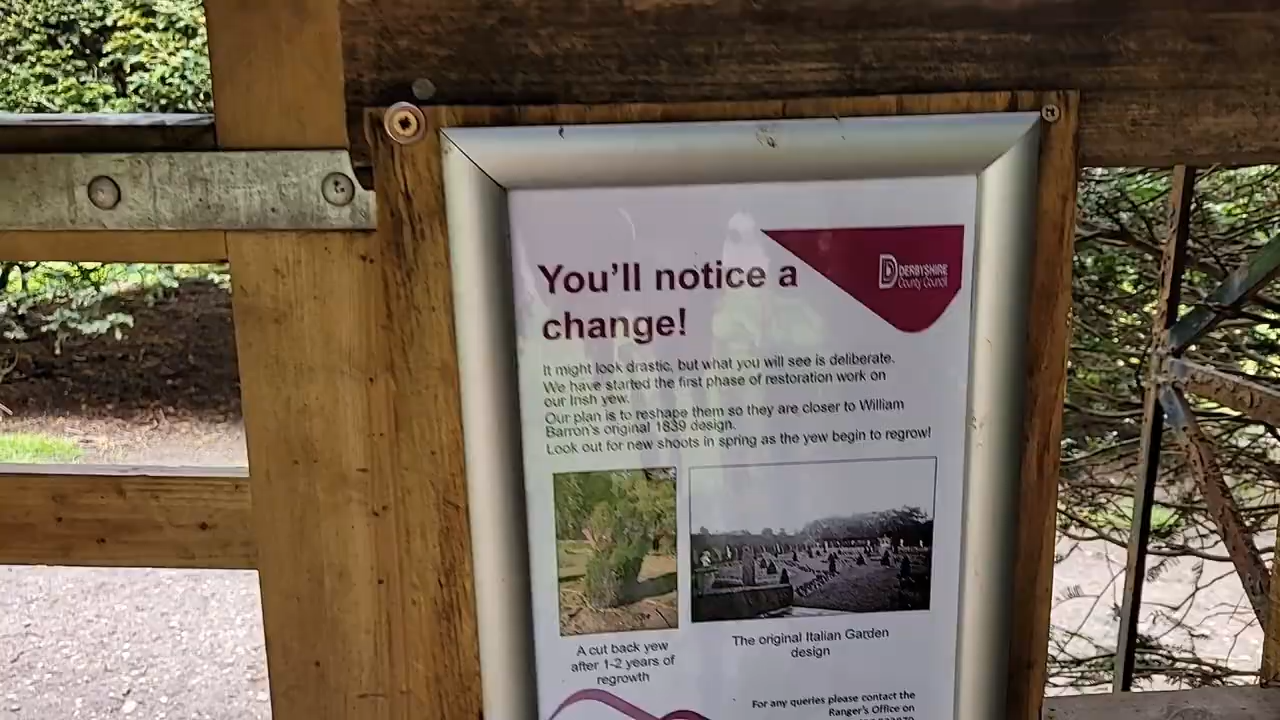 You'll notice a
change!
DERBYSHIRE
County Council
It might look drastic, but what you will see is deliberate.
We have started the first phase of restoration work on
our Irish yew.
Our plan is to reshape them so they are closer to William
Barron's original 1839 design.
Look out for new shoots in spring as the yew begin to regrow!
A cut back yew
after 1-2 years of
regrowth
The original Italian Garden
design
For any queries please contact the
Ranger's Office on